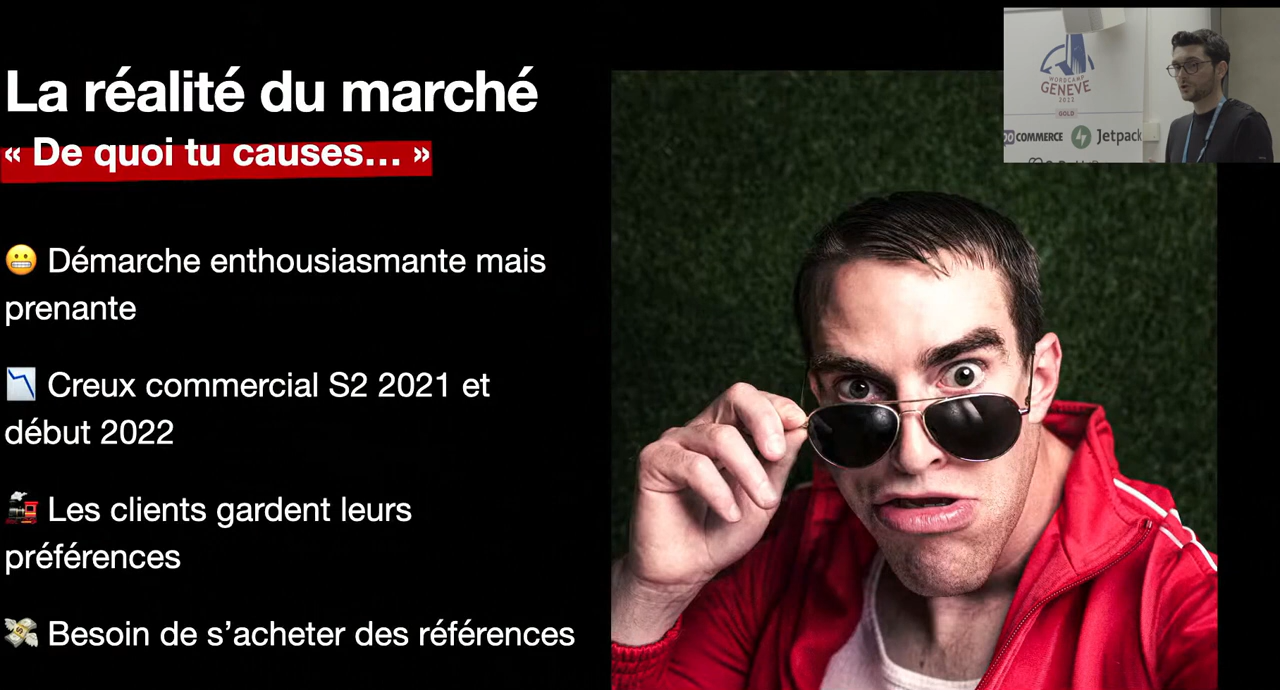 La réalité du marché
« De quoi tu causes… »
😬 Démarche enthousiasmante mais
prenante
📉 Creux commercial S2 2021 et
début 2022
🚂 Les clients gardent leurs
préférences
💸 Besoin de s’acheter des références
WORDCAMP
GENÈVE
2022
GOLD
COMMERCE
Jetpack